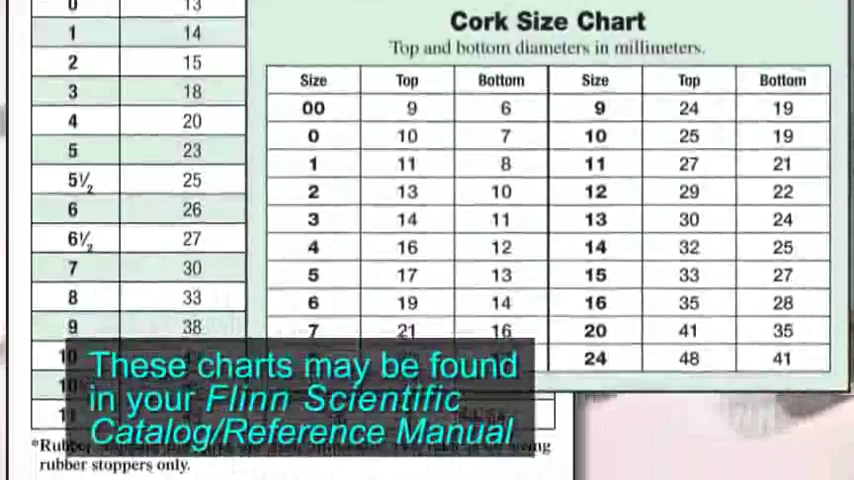 0 13
1 14
2 15
3 18
4 20
5 23
5½ 25
6 26
6½ 27
7 30
8 33
9 38
10
10
11
*Rubber
rubber stoppers only.
Cork Size Chart
Top and bottom diameters in millimeters.
Size Top Bottom Size Top Bottom
00 9 6 9 24 19
0 10 7 10 25 19
1 11 8 11 27 21
2 13 10 12 29 22
3 14 11 13 30 24
4 16 12 14 32 25
5 17 13 15 33 27
6 19 14 16 35 28
7 21 16 20 41 35
24 48 41
These charts may be found
in your Flinn Scientific
Catalog/Reference Manual